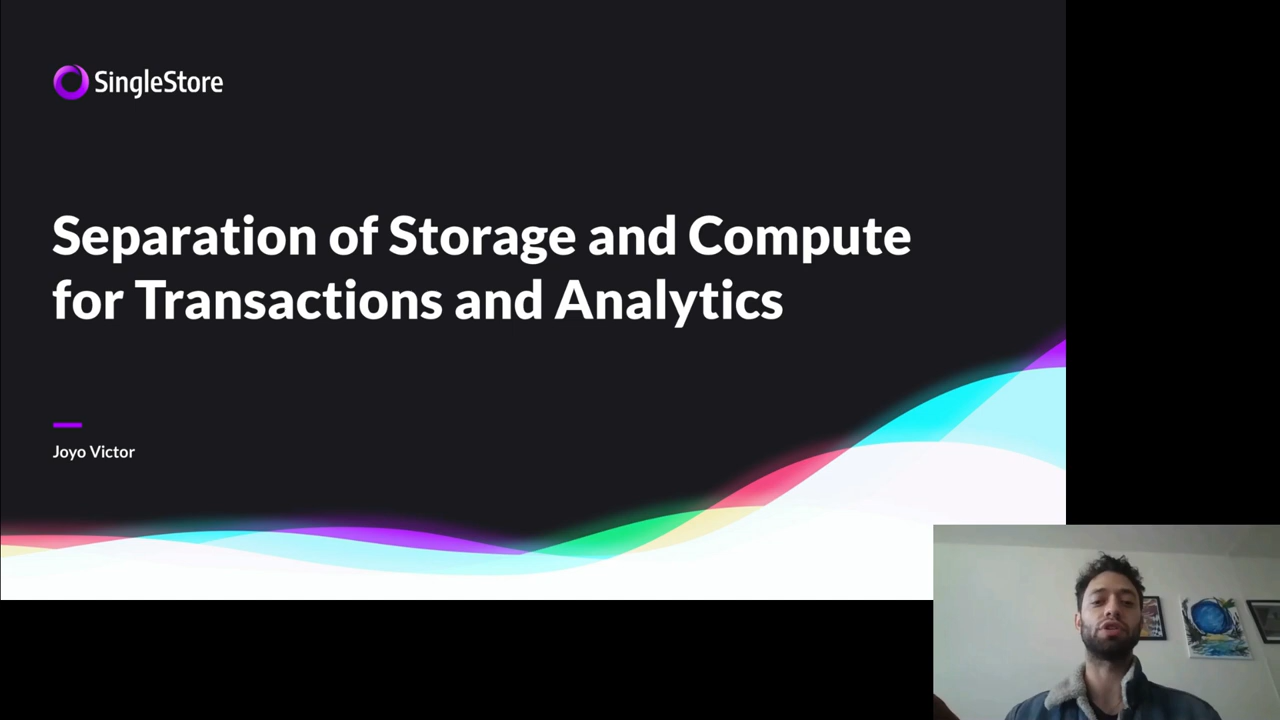 SingleStore
Separation of Storage and Compute
for Transactions and Analytics
Joyo Victor